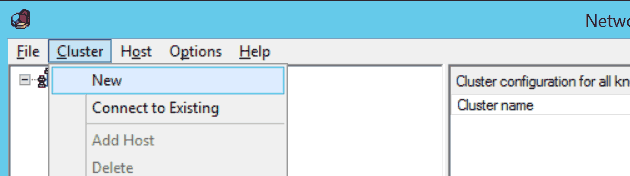 Netwo
File Cluster Host Options Help
New
Connect to Existing
Add Host
Delete
Cluster configuration for all kn
Cluster name